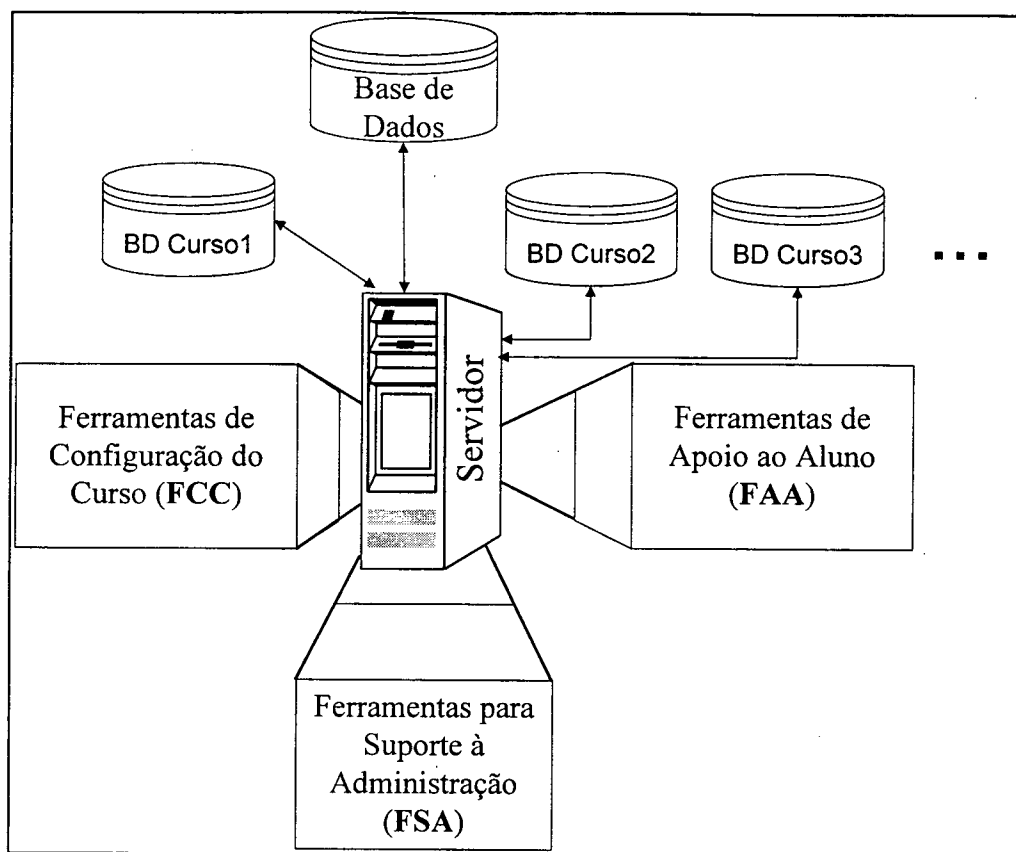 Base de
Dados
BD Curso1
BD Curso2
BD Curso3
...
Servidor
Ferramentas de
Configuração do
Curso (FCC)
Ferramentas de
Apoio ao Aluno
(FAA)
Ferramentas para
Suporte à
Administração
(FSA)